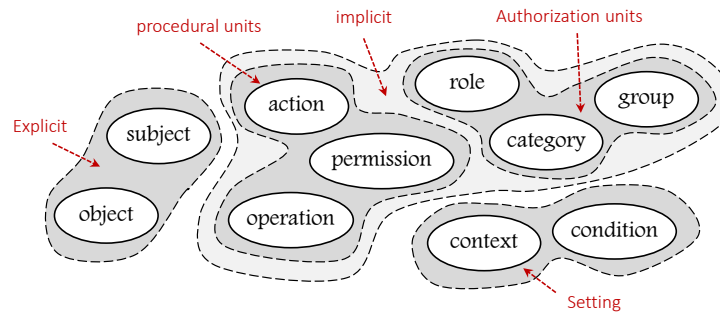 implicit
Authorization units
procedural units
role
group
action
Explicit
subject
category
permission
object
operation
context
condition
Setting